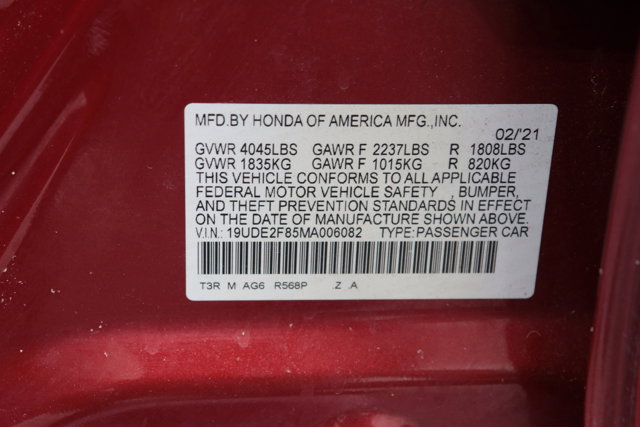 MFD.BY HONDA OF AMERICA MFG.,INC.
02/'21
GVWR 4045LBS GAWR F 2237LBS R 1808LBS
GVWR 1835KG GAWR F 1015KG R 820KG
THIS VEHICLE CONFORMS TO ALL APPLICABLE
FEDERAL MOTOR VEHICLE SAFETY , BUMPER,
AND THEFT PREVENTION STANDARDS IN EFFECT
ON THE DATE OF MANUFACTURE SHOWN ABOVE.
V.I.N.: 19UDE2F85MA006082 TYPE:PASSENGER CAR
T3R M AG6 R568P .Z .A